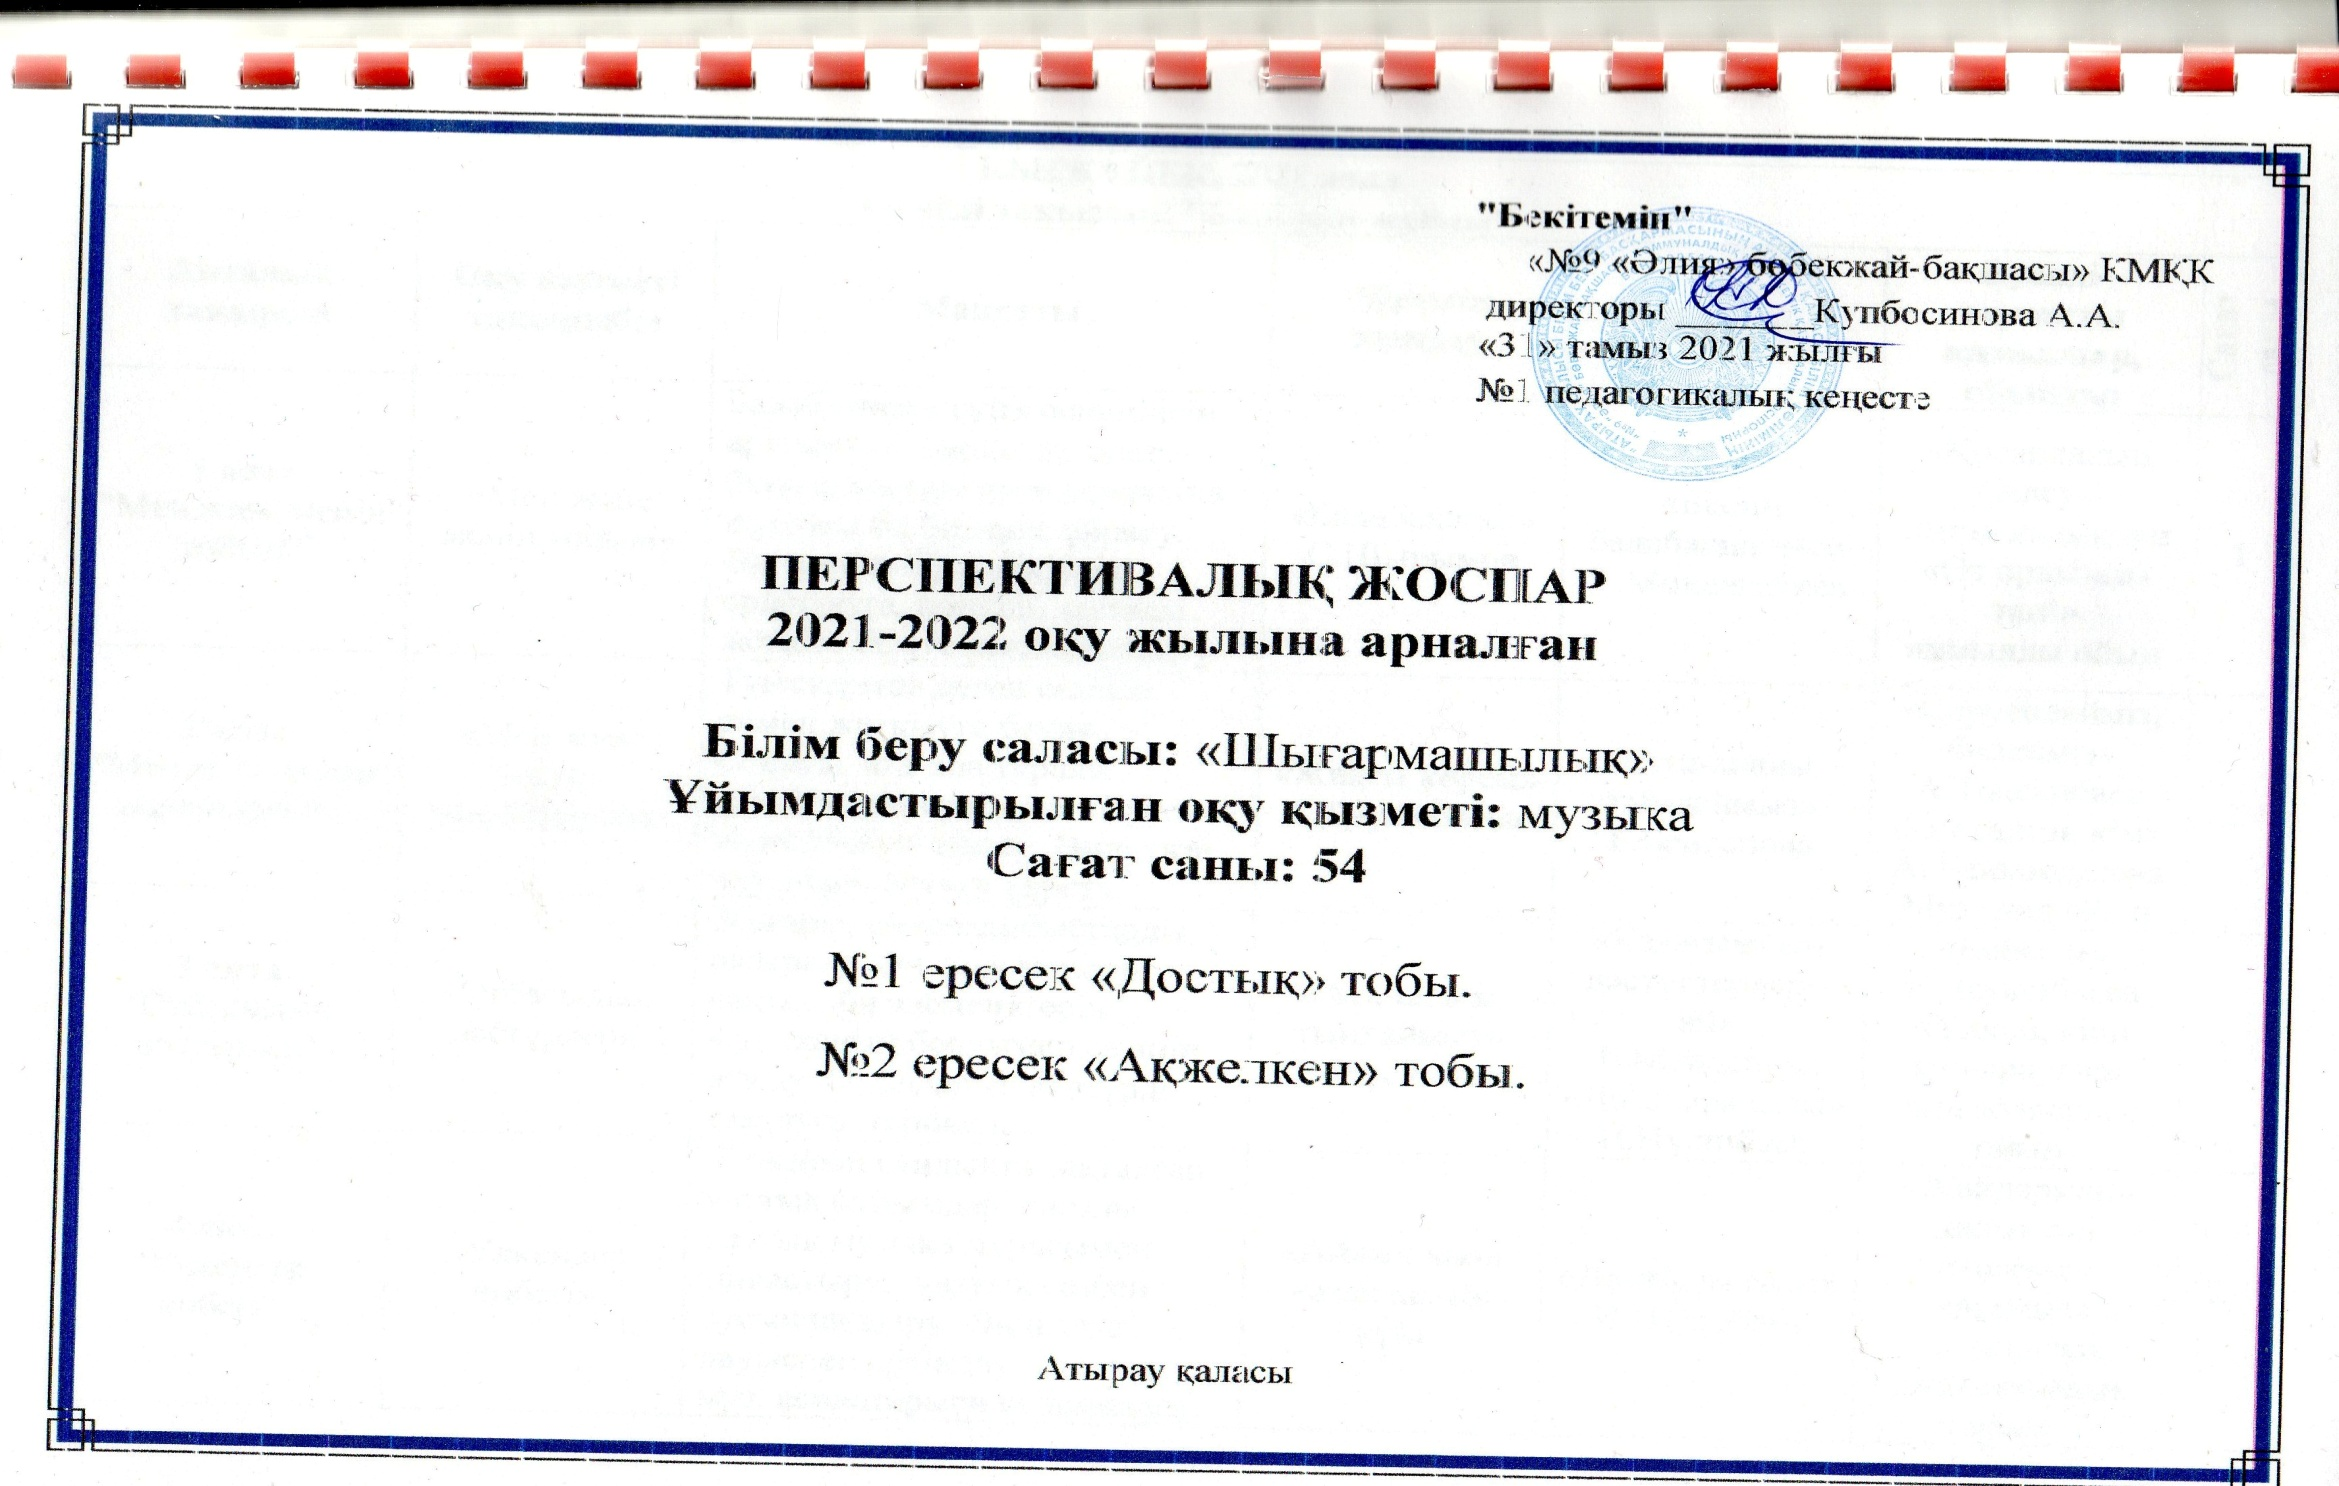 "Бекітемін"
«№9 «Әлия» бөбекжай-бақшасы» КМҚК
директоры ________Купбосинова А.А.
«31» тамыз 2021 жылғы
№1 педагогикалық кеңесте
ПЕРСПЕКТИВАЛЫҚ ЖОСПАР
2021-2022 оқу жылына арналған
Білім беру саласы: «Шығармашылық»
Ұйымдастырылған оқу қызметі: музыка
Сағат саны: 54
№1 ересек «Достық» тобы.
№2 ересек «Ақжелкен» тобы.
Атырау қаласы